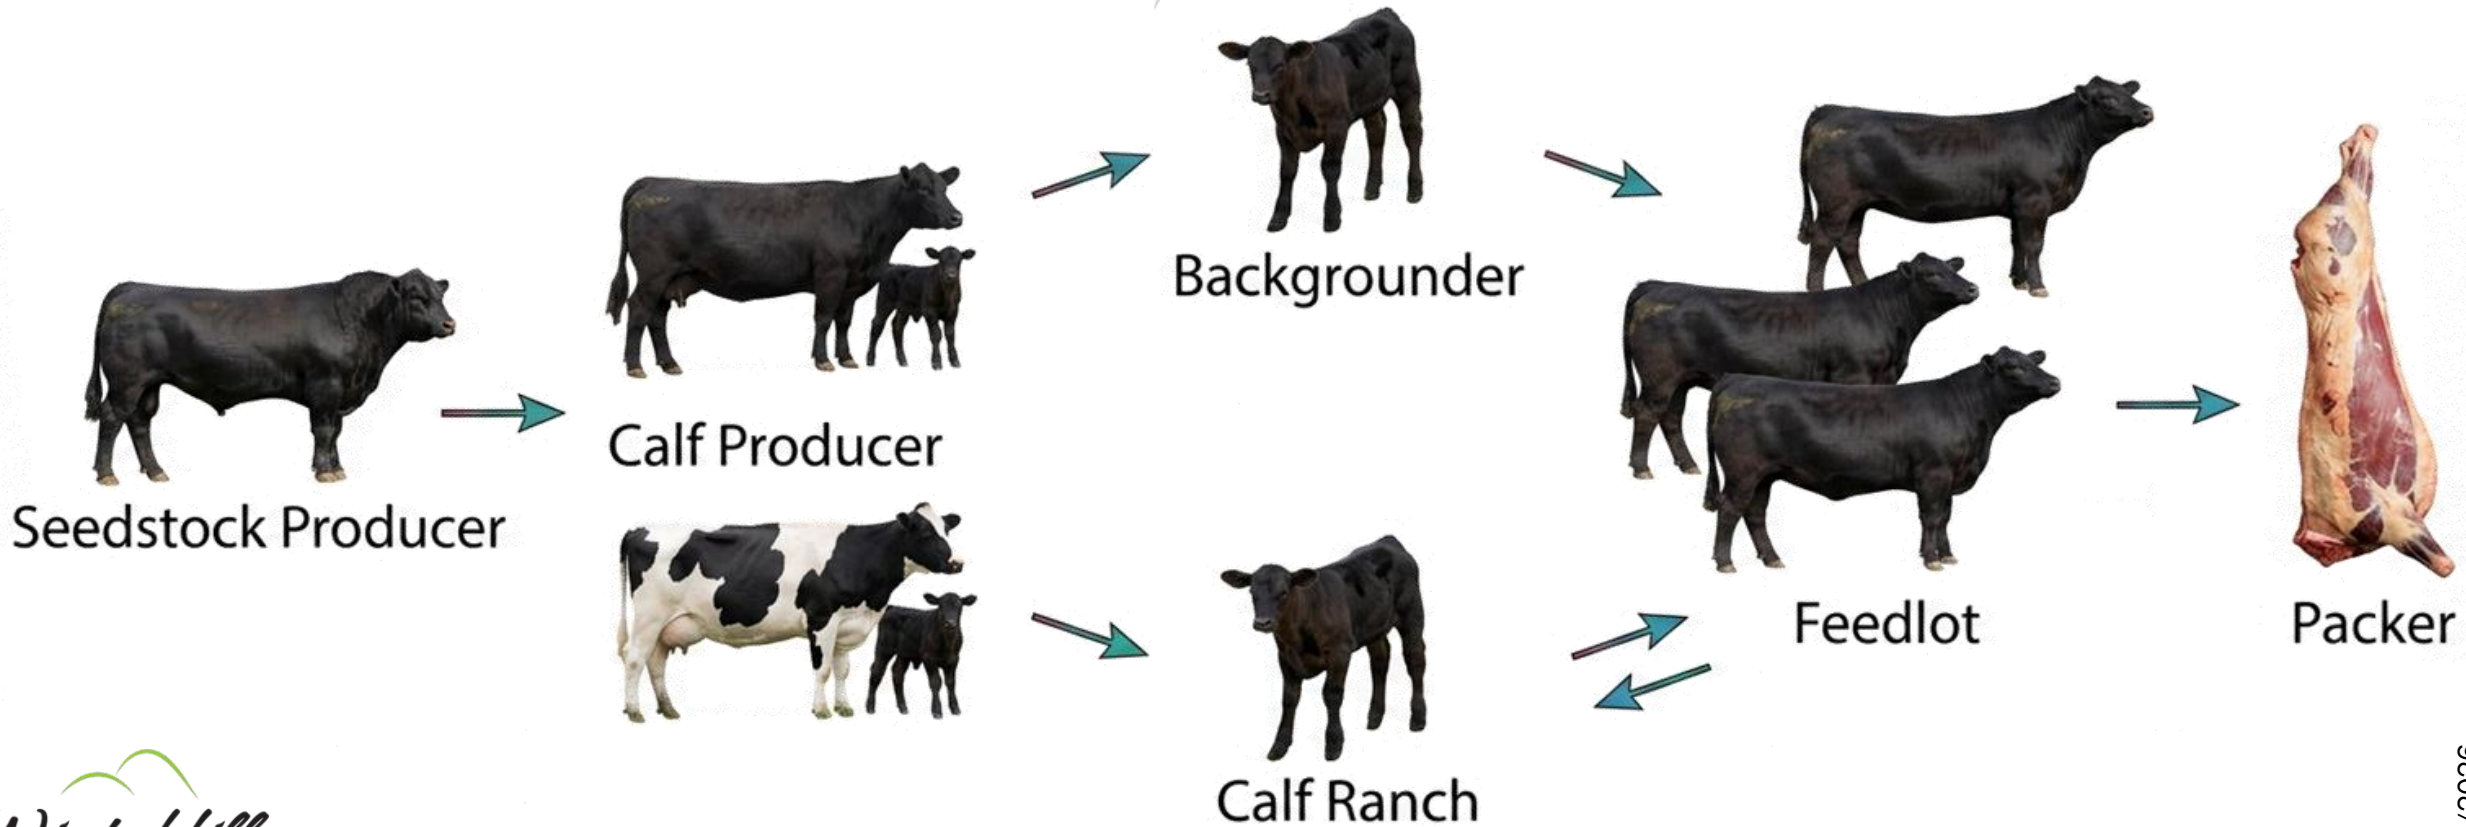 Backgrounder
Calf Producer
Seedstock Producer
Feedlot
Packer
Calf Ranch